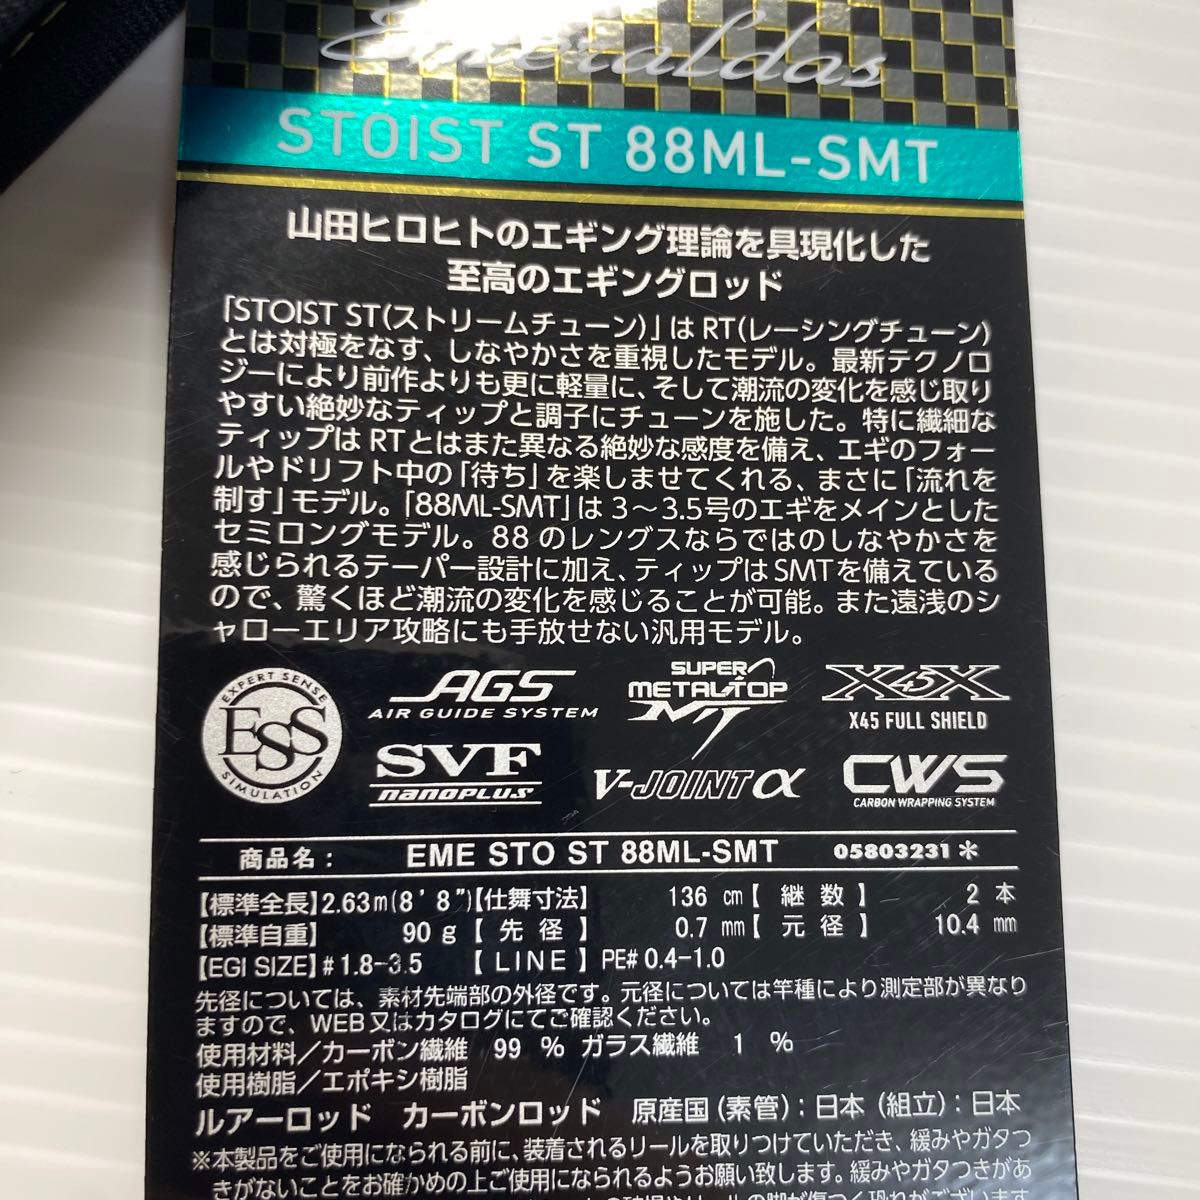 Emeraldas
STOIST ST 88ML-SMT
山田ヒロヒトのエギング理論を具現化した
至高のエギングロッド
「STOIST ST(ストリームチューン)」は RT(レーシングチューン)
とは対極をなす、しなやかさを重視したモデル。最新テクノロ
ジーにより前作よりも更に軽量に、そして潮流の変化を感じ取り
やすい絶妙なティップと調子にチューンを施した。特に繊細な
ティップは RTとはまた異なる絶妙な感度を備え、エギのフォー
ルやドリフト中の「待ち」を楽しませてくれる、まさに「流れを
制す」モデル。「88ML-SMT」は 3〜3.5号のエギをメインとした
セミロングモデル。88 のレングスならではのしなやかさを
感じられるテーパー設計に加え、ティップはSMTを備えている
ので、驚くほど潮流の変化を感じることが可能。また遠浅のシ
ャローエリア攻略にも手放せない汎用モデル。
EXPERT SENSE
ESS
SIMULATION
AGS
AIR GUIDE SYSTEM
SUPER
METAL TOP
MT
X45X
X45 FULL SHIELD
SVF
nanoplus
V-JOINT α
CWS
CARBON WRAPPING SYSTEM
商品名: EME STO ST 88ML-SMT 05803231*
【標準全長】2.63m(8'8")【仕舞寸法】 136 cm【継数】 2 本
【標準自重】 90 g【先径】 0.7 mm【元径】 10.4 mm
【EGI SIZE】#1.8-3.5 【LINE】PE#0.4-1.0
先径については、素材先端部の外径です。元径については竿種により測定部が異なり
ますので、WEB又はカタログにてご確認ください。
使用材料/カーボン繊維 99 % ガラス繊維 1 %
使用樹脂/エポキシ樹脂
ルアーロッド カーボンロッド 原産国(素管):日本(組立):日本
※本製品をご使用になられる前に、装着されるリールを取りつけていただき、緩みやガタつ
きがないことをお確かめの上ご使用になられるようお願い致します。緩みやガタつきがあ